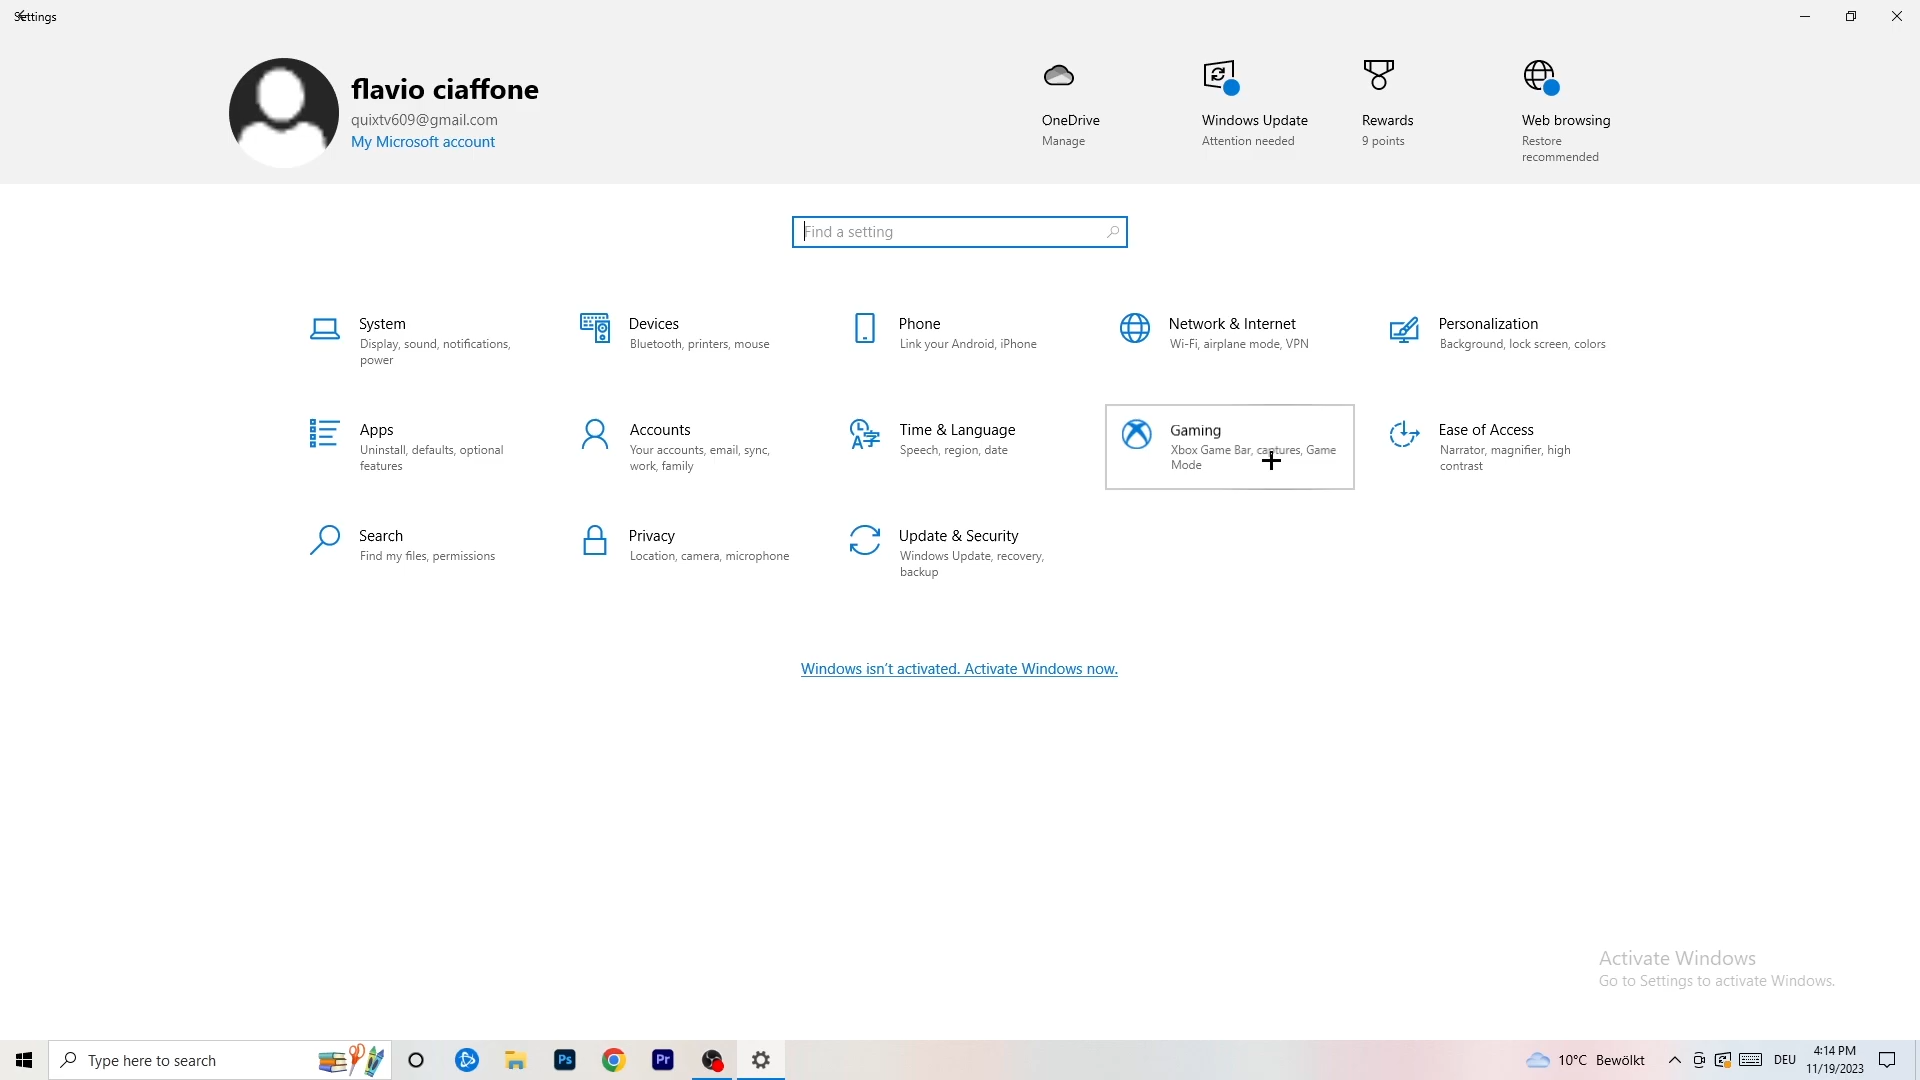 Settings
flavio ciaffone
quixtv609@gmail.com
My Microsoft account
OneDrive
Manage
Windows Update
Attention needed
Rewards
9 points
Web browsing
Restore
recommended
Find a setting
System
Display, sound, notifications,
power
Devices
Bluetooth, printers, mouse
Phone
Link your Android, iPhone
Network & Internet
Wi-Fi, airplane mode, VPN
Personalization
Background, lock screen, colors
Apps
Uninstall, defaults, optional
features
Accounts
Your accounts, email, sync,
work, family
Time & Language
Speech, region, date
Gaming
Xbox Game Bar, captures, Game
Mode
Ease of Access
Narrator, magnifier, high
contrast
Search
Find my files, permissions
Privacy
Location, camera, microphone
Update & Security
Windows Update, recovery,
backup
Windows isn't activated. Activate Windows now.
Activate Windows
Go to Settings to activate Windows.
Type here to search
Ps
Pr
10°C Bewölkt
DEU
4:14 PM
11/19/2023